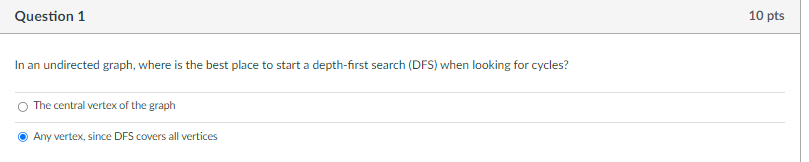 Question 1
10 pts
In an undirected graph, where is the best place to start a depth-first search (DFS) when looking for cycles?
The central vertex of the graph
Any vertex, since DFS covers all vertices